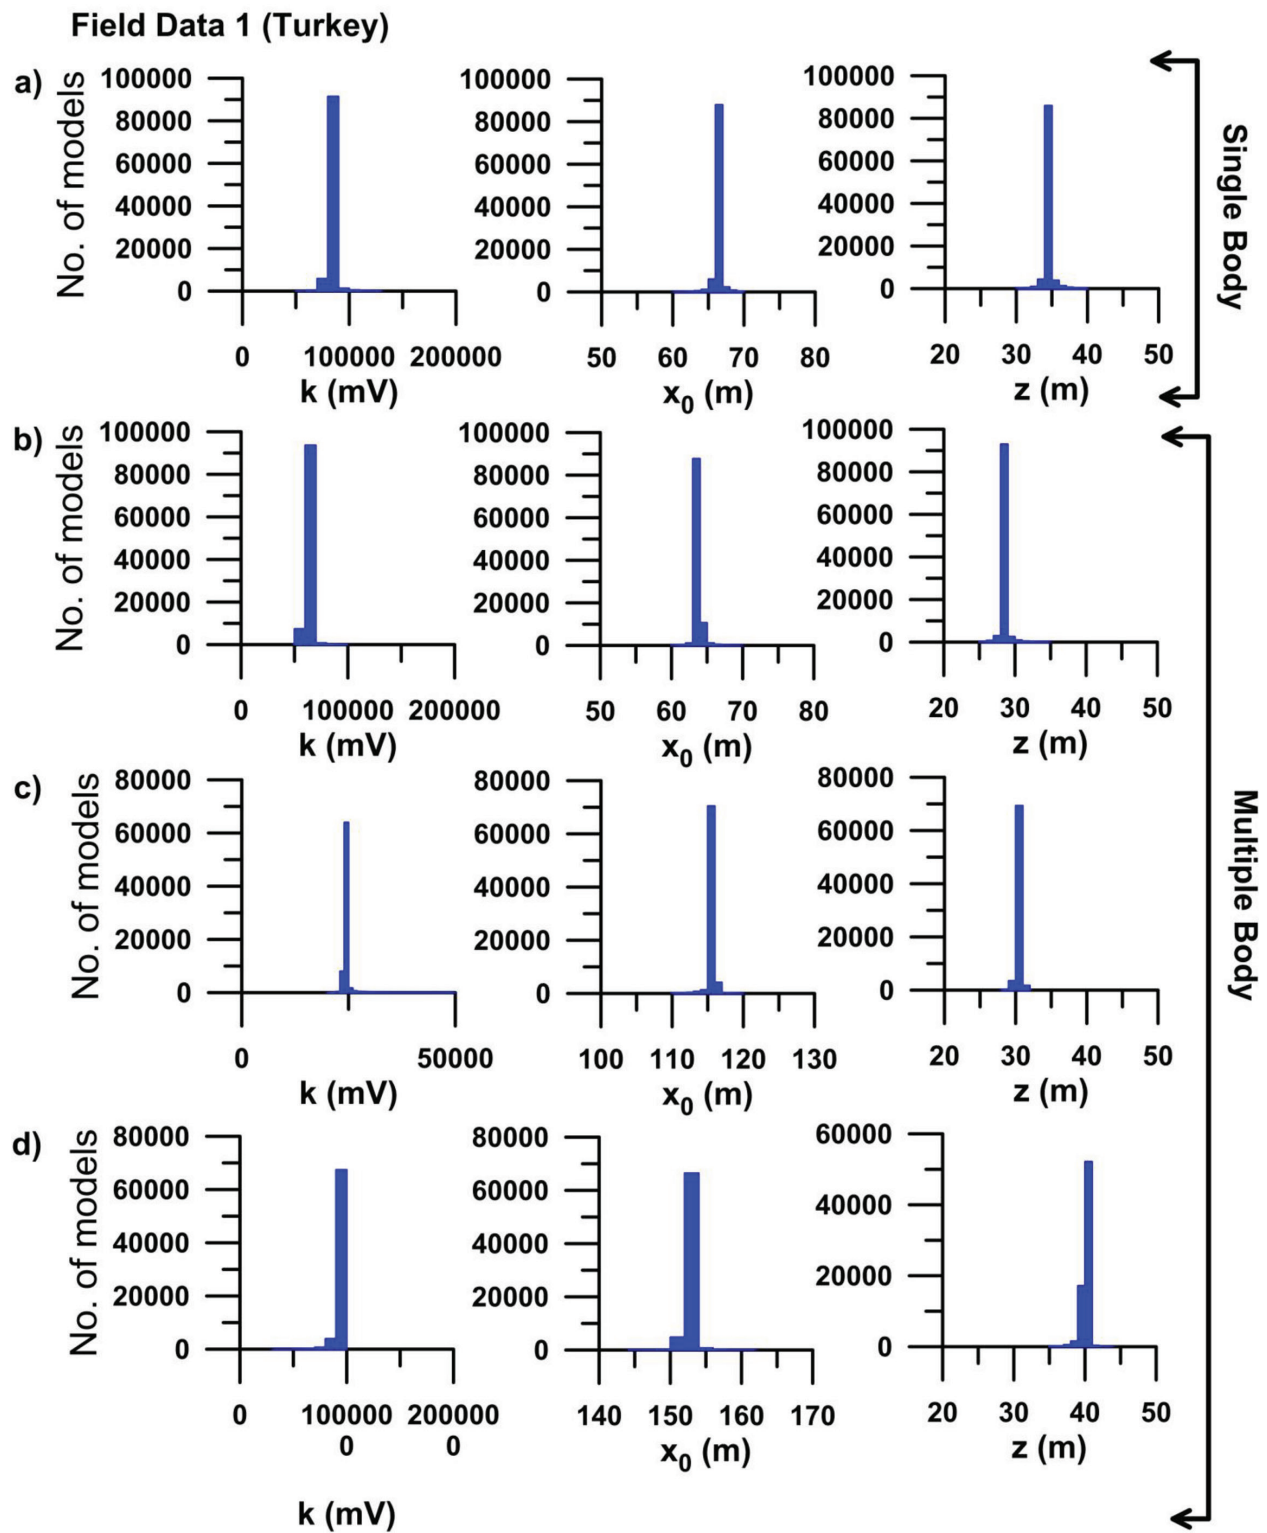 Field Data 1 (Turkey)
a)
No. of models
100000
80000
60000
40000
20000
0
0 100000 200000
k (mV)
100000
80000
60000
40000
20000
0
50 60 70 80
x₀ (m)
100000
80000
60000
40000
20000
0
20 30 40 50
z (m)
Single Body
b)
No. of models
100000
80000
60000
40000
20000
0
0 100000 200000
k (mV)
100000
80000
60000
40000
20000
0
50 60 70 80
x₀ (m)
100000
80000
60000
40000
20000
0
20 30 40 50
z (m)
c)
No. of models
80000
60000
40000
20000
0
0 50000
k (mV)
80000
60000
40000
20000
0
100 110 120 130
x₀ (m)
80000
60000
40000
20000
0
20 30 40 50
z (m)
Multiple Body
d)
No. of models
80000
60000
40000
20000
0
0 100000 200000
0 0
k (mV)
80000
60000
40000
20000
0
140 150 160 170
x₀ (m)
60000
40000
20000
0
20 30 40 50
z (m)